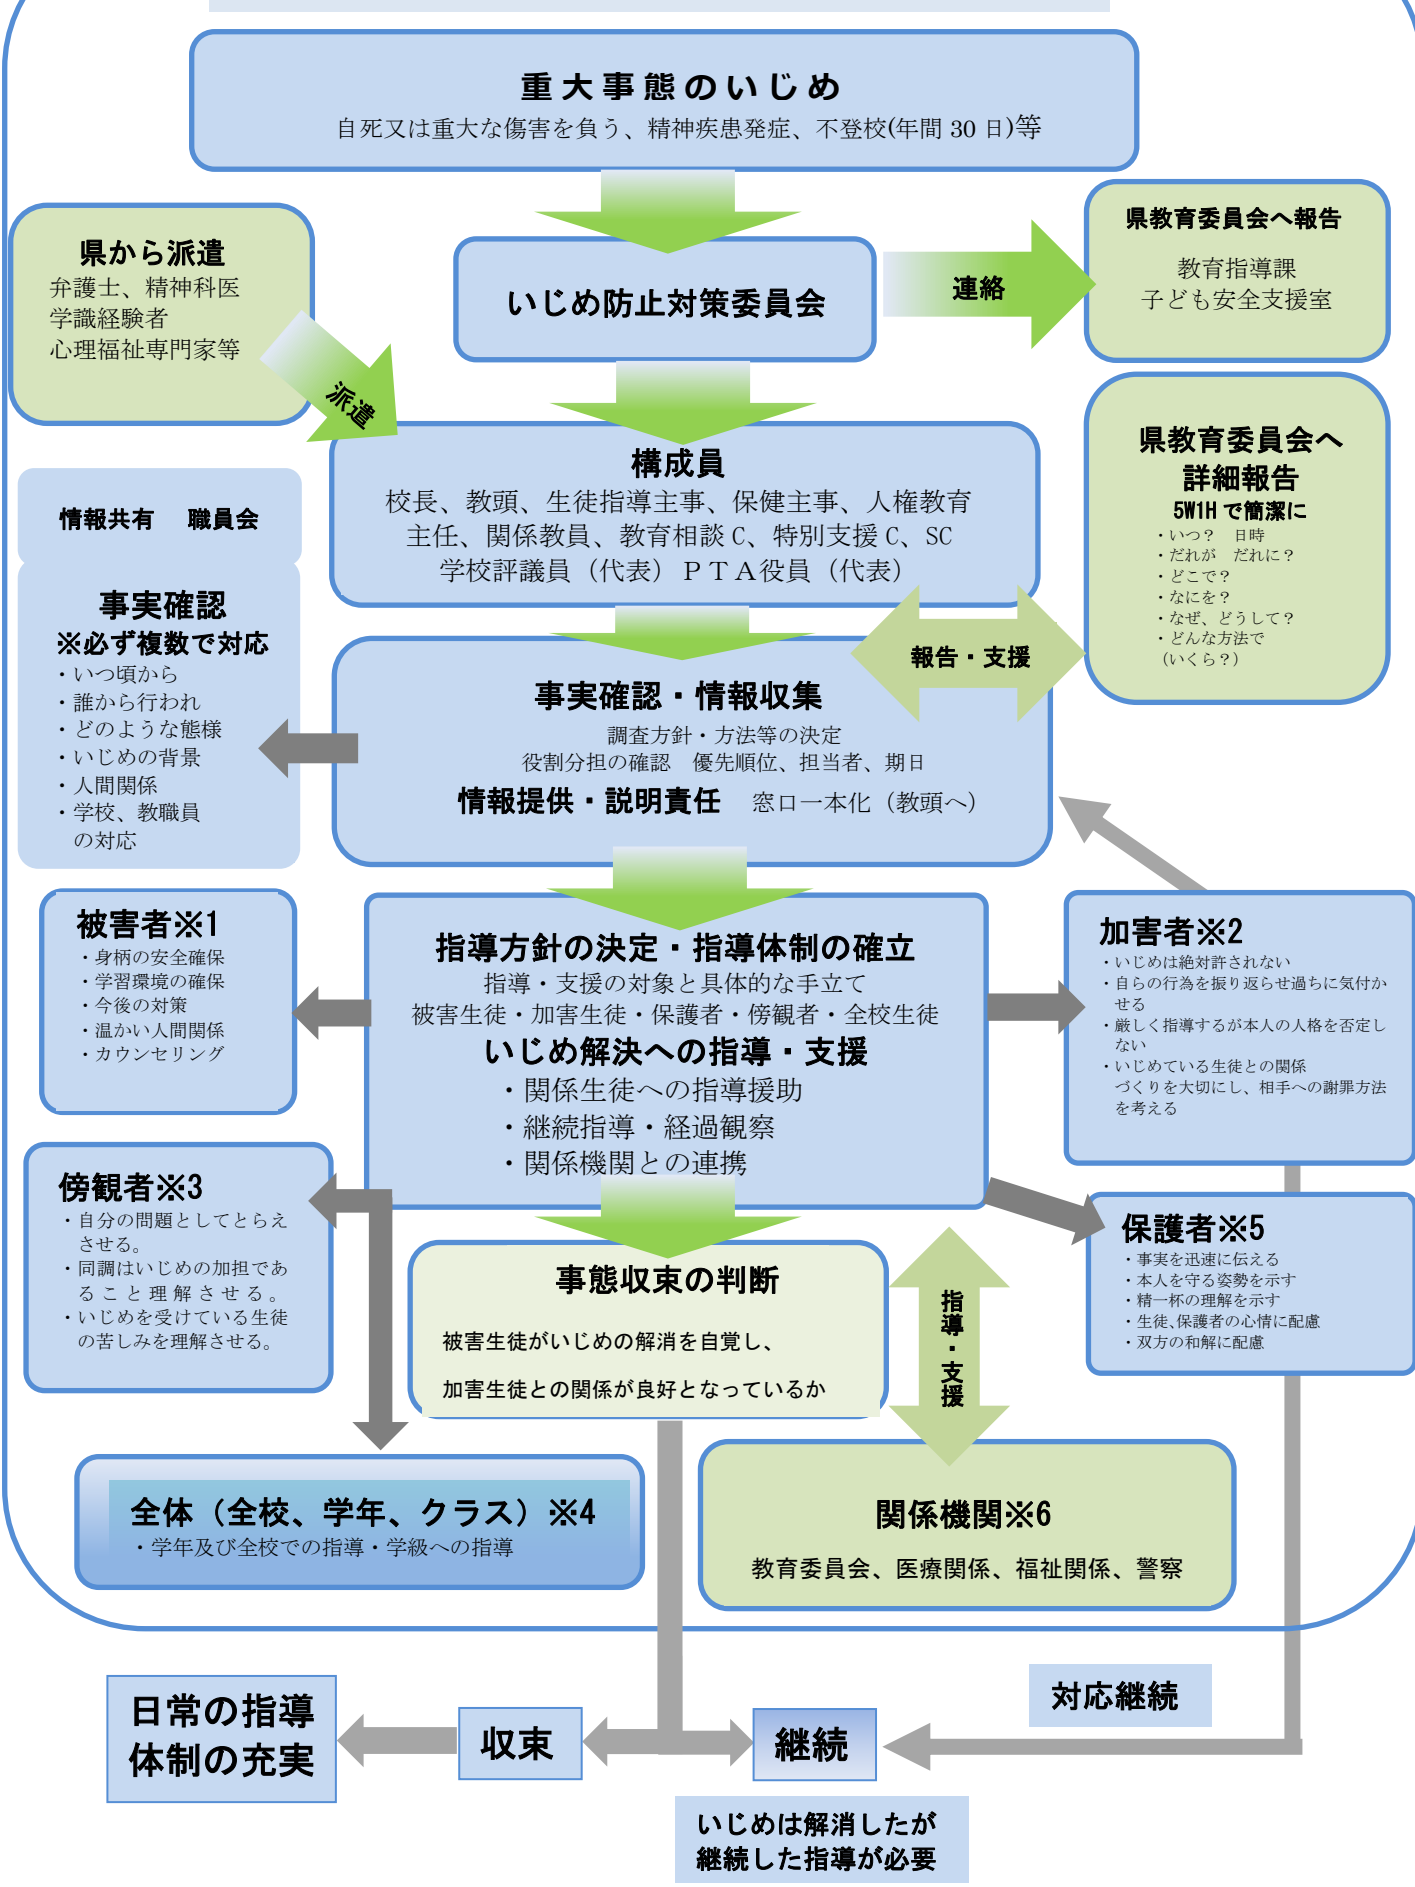 重大事態のいじめ
自死又は重大な傷害を負う、精神疾患発症、不登校(年間 30 日)等
県から派遣
弁護士、精神科医
学識経験者
心理福祉専門家等
派遣
いじめ防止対策委員会
連絡
県教育委員会へ報告
教育指導課
子ども安全支援室
構成員
校長、教頭、生徒指導主事、保健主事、人権教育
主任、関係教員、教育相談 C、特別支援 C、SC
学校評議員（代表）ＰＴＡ役員（代表）
県教育委員会へ
詳細報告
5W1H で簡潔に
・いつ？　日時
・だれが　だれに？
・どこで？
・なにを？
・なぜ、どうして？
・どんな方法で
（いくら？）
情報共有　職員会
事実確認
※必ず複数で対応
・いつ頃から
・誰から行われ
・どのような態様
・いじめの背景
・人間関係
・学校、教職員
の対応
報告・支援
事実確認・情報収集
調査方針・方法等の決定
役割分担の確認　優先順位、担当者、期日
情報提供・説明責任　窓口一本化（教頭へ）
被害者※1
・身柄の安全確保
・学習環境の確保
・今後の対策
・温かい人間関係
・カウンセリング
指導方針の決定・指導体制の確立
指導・支援の対象と具体的な手立て
被害生徒・加害生徒・保護者・傍観者・全校生徒
いじめ解決への指導・支援
・関係生徒への指導援助
・継続指導・経過観察
・関係機関との連携
加害者※2
・いじめは絶対許されない
・自らの行為を振り返らせ過ちに気付か
せる
・厳しく指導するが本人の人格を否定し
ない
・いじめている生徒との関係
づくりを大切にし、相手への謝罪方法
を考える
傍観者※3
・自分の問題としてとらえ
させる。
・同調はいじめの加担であ
ること理解させる。
・いじめを受けている生徒
の苦しみを理解させる。
保護者※5
・事実を迅速に伝える
・本人を守る姿勢を示す
・精一杯の理解を示す
・生徒、保護者の心情に配慮
・双方の和解に配慮
事態収束の判断
被害生徒がいじめの解消を自覚し、
加害生徒との関係が良好となっているか
指導・支援
全体（全校、学年、クラス）※4
・学年及び全校での指導・学級への指導
関係機関※6
教育委員会、医療関係、福祉関係、警察
日常の指導
体制の充実
収束
継続
対応継続
いじめは解消したが
継続した指導が必要